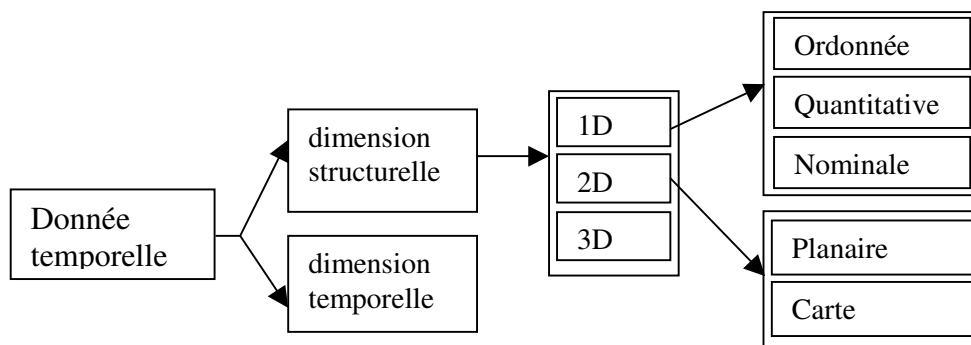 Donnée
temporelle
dimension
structurelle
dimension
temporelle
1D
2D
3D
Ordonnée
Quantitative
Nominale
Planaire
Carte